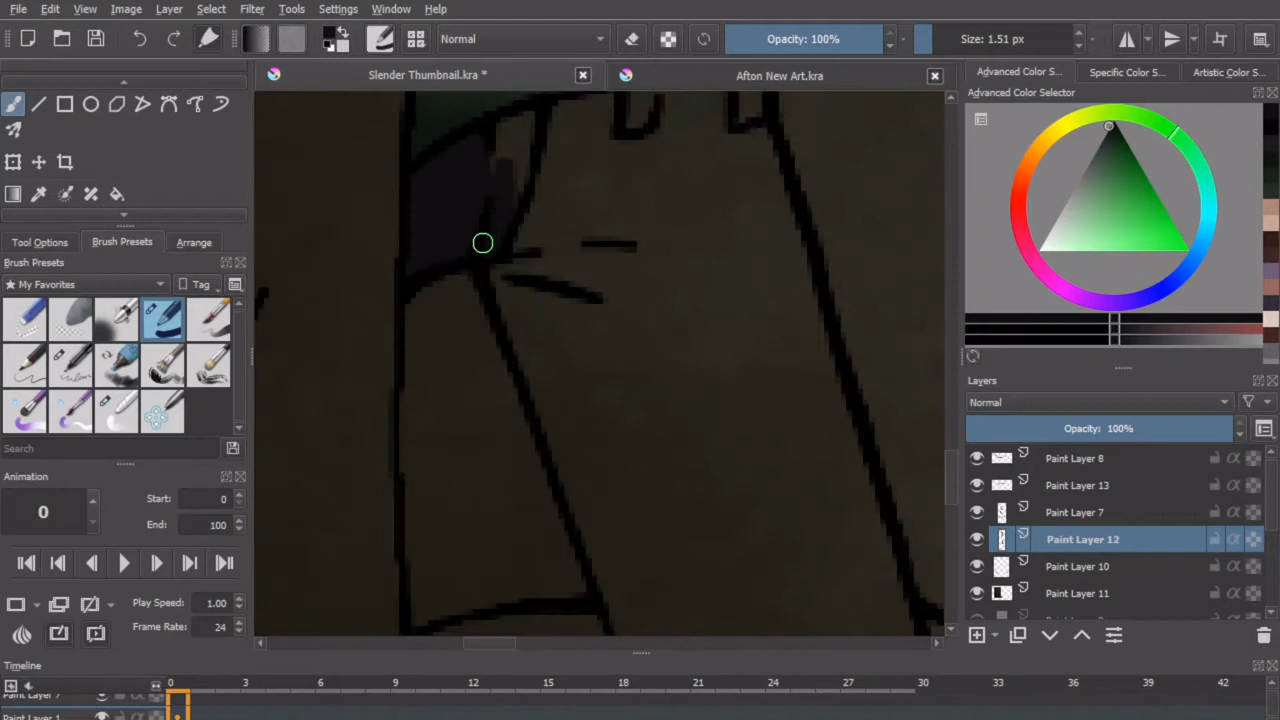 File Edit View Image Layer Select Filter Tools Settings Window Help
Normal Opacity: 100% Size: 1.51 px
Slender Thumbnail.kra * Afton New Art.kra
Advanced Color S... Specific Color S... Artistic Color S...
Advanced Color Selector
Tool Options Brush Presets Arrange
Brush Presets
My Favorites Tag
Search
Animation
0 Start: 0
End: 100
Play Speed: 1.00
Frame Rate: 24
Layers
Normal
Opacity: 100%
Paint Layer 8
Paint Layer 13
Paint Layer 7
Paint Layer 12
Paint Layer 10
Paint Layer 11
Timeline
0 3 6 9 12 15 18 21 24 27 30 33 36 39 42
Paint Layer 7
Paint Layer 1